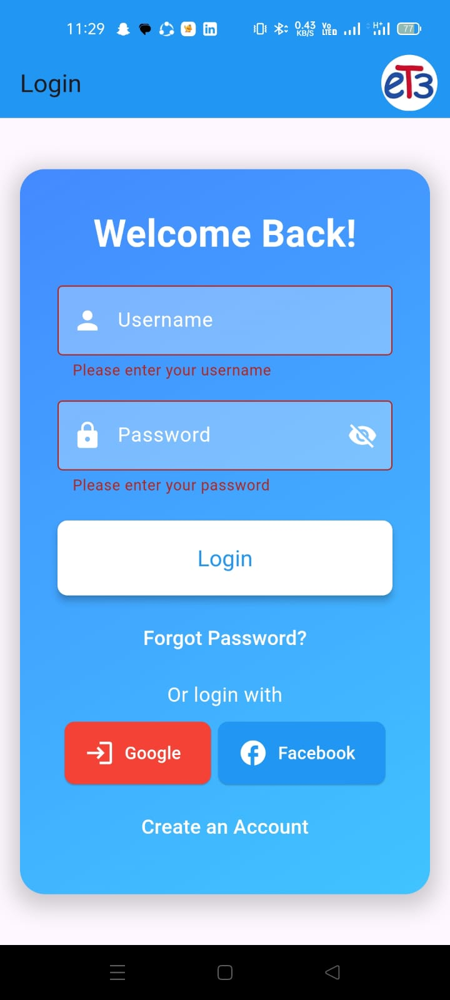 11:29 in 0.43 KB/S Vo LTE D H+ 77
Login
eT3
Welcome Back!
Username
Please enter your username
Password
Please enter your password
Login
Forgot Password?
Or login with
Google Facebook
Create an Account